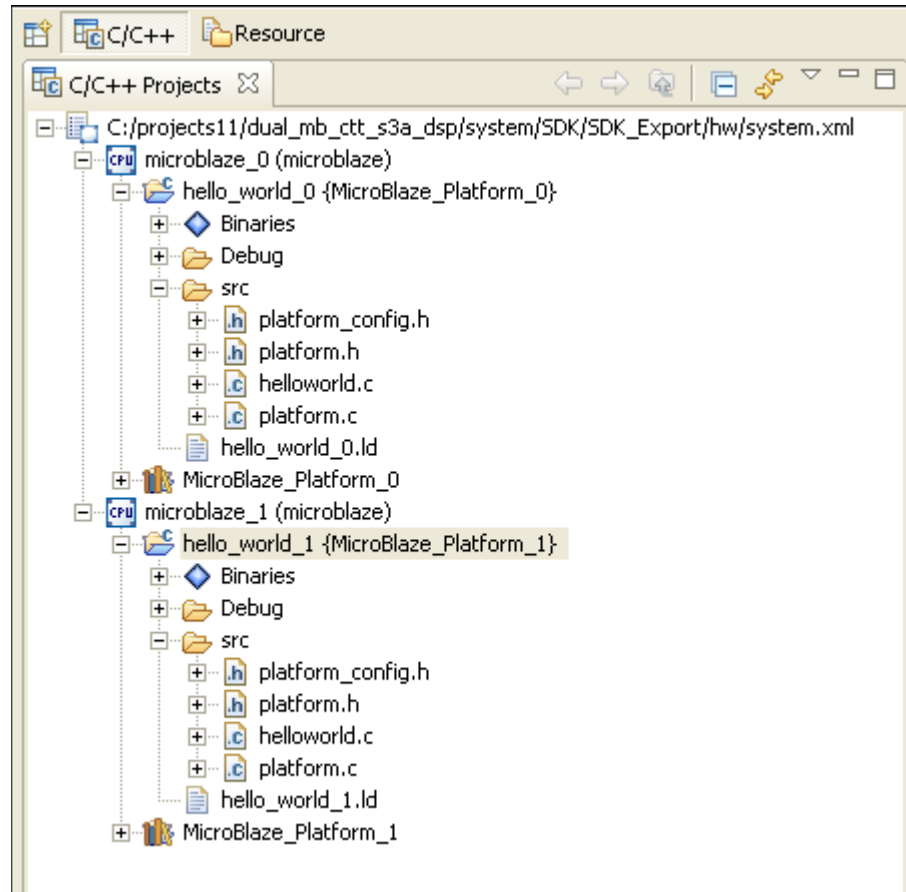 C/C++ Resource
C/C++ Projects
C:/projects11/dual_mb_ctt_s3a_dsp/system/SDK/SDK_Export/hw/system.xml
CPU microblaze_0 (microblaze)
hello_world_0 {MicroBlaze_Platform_0}
Binaries
Debug
src
.h platform_config.h
.h platform.h
.c helloworld.c
.c platform.c
hello_world_0.ld
MicroBlaze_Platform_0
CPU microblaze_1 (microblaze)
hello_world_1 {MicroBlaze_Platform_1}
Binaries
Debug
src
.h platform_config.h
.h platform.h
.c helloworld.c
.c platform.c
hello_world_1.ld
MicroBlaze_Platform_1